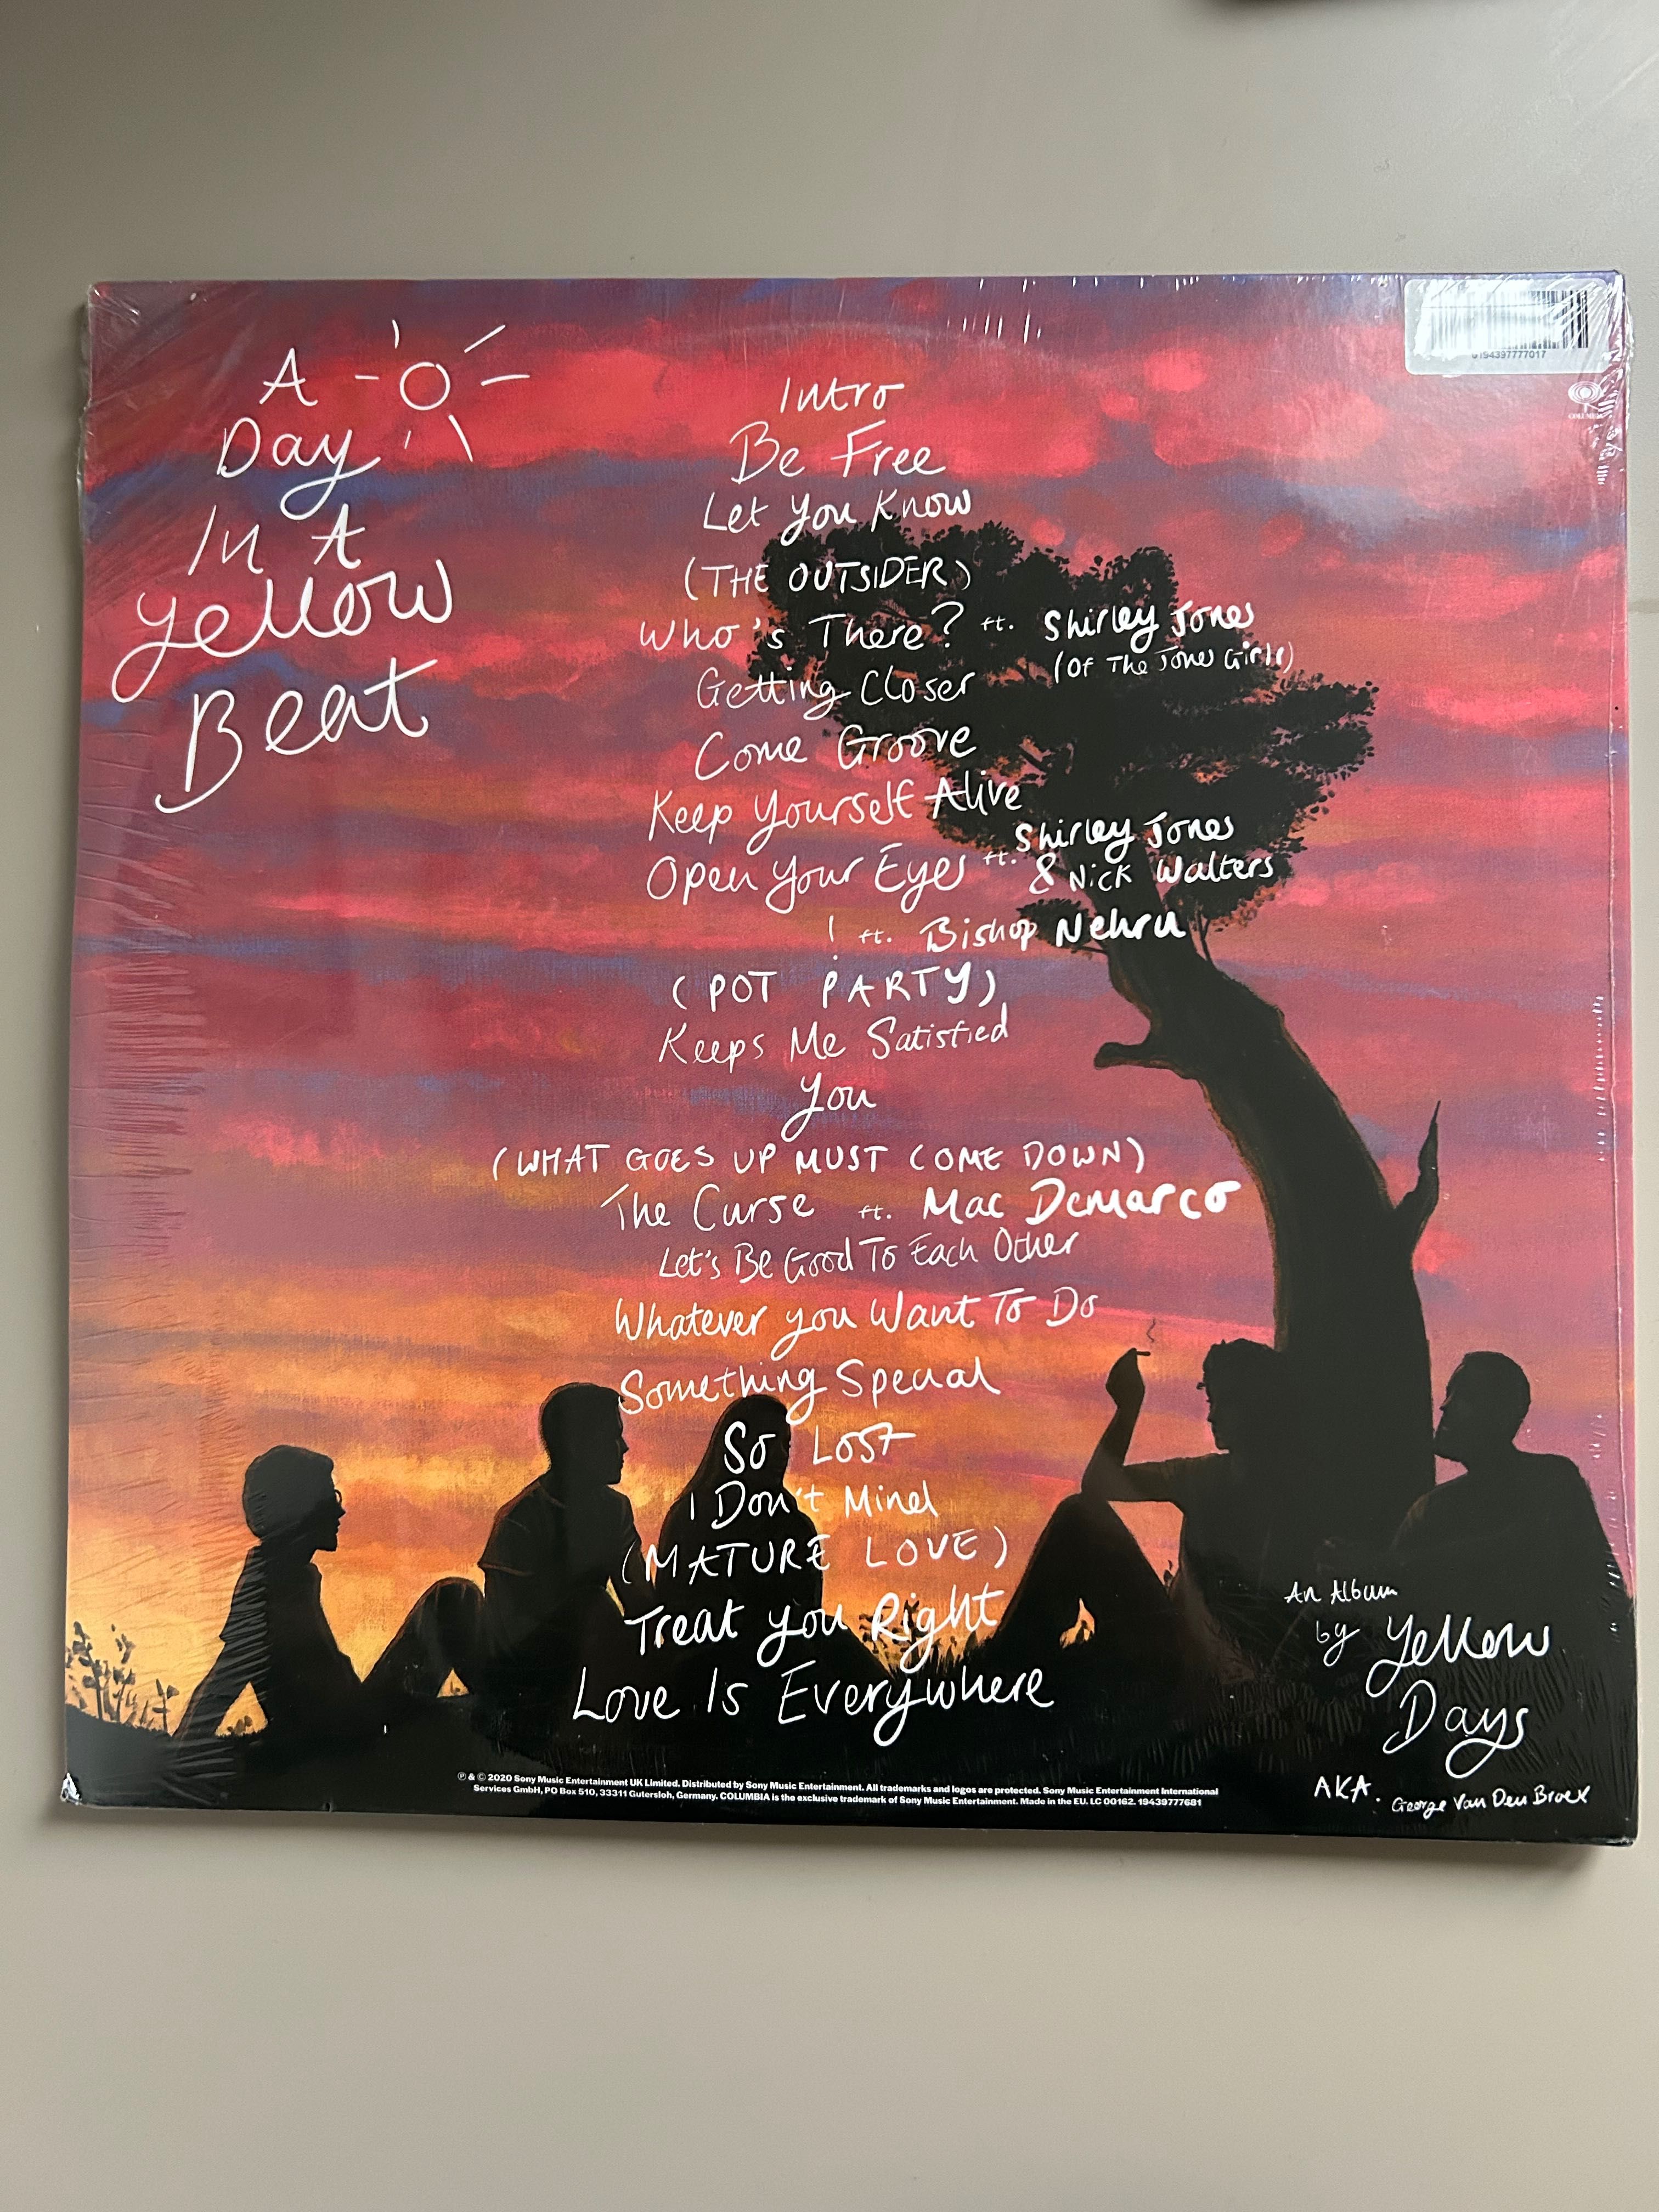 A
Day
In A
Yellow
Beat
Intro
Be Free
Let You Know
(THE OUTSIDER)
Who's There? ft. Shirley Jones
(Of The Jones Girls)
Getting Closer
Come Groove
Keep Yourself Alive
Open Your Eyes ft. Shirley Jones
& Nick Walters
! ft. Bishop Nehru
(POT PARTY)
Keeps Me Satisfied
You
(WHAT GOES UP MUST COME DOWN)
The Curse ft. Mac Demarco
Let's Be Good To Each Other
Whatever You Want To Do
Something Special
So Lost
I Don't Mind
(MATURE LOVE)
Treat You Right
Love Is Everywhere
0194397777017
COLUMBIA
An Album
by Yellow
Days
AKA. George Van Den Broek
℗ & © 2020 Sony Music Entertainment UK Limited. Distributed by Sony Music Entertainment. All trademarks and logos are protected. Sony Music Entertainment International
Services GmbH, PO Box 510, 33311 Gutersloh, Germany. COLUMBIA is the exclusive trademark of Sony Music Entertainment. Made in the EU. LC 00162. 19439777681